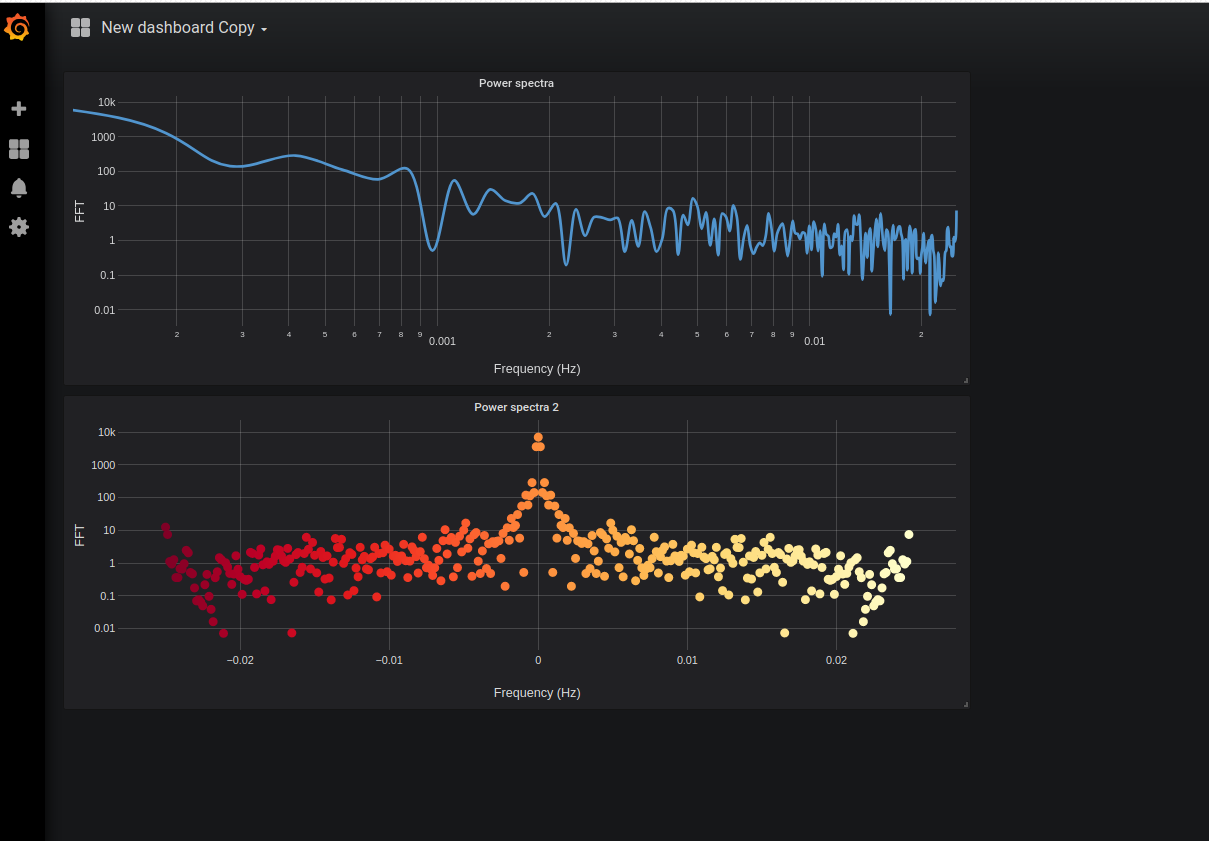 New dashboard Copy
Power spectra
10k
1000
100
10
1
0.1
0.01
FFT
2 3 4 5 6 7 8 9 0.001 2 3 4 5 6 7 8 9 0.01 2
Frequency (Hz)
Power spectra 2
10k
1000
100
10
1
0.1
0.01
FFT
−0.02 −0.01 0 0.01 0.02
Frequency (Hz)